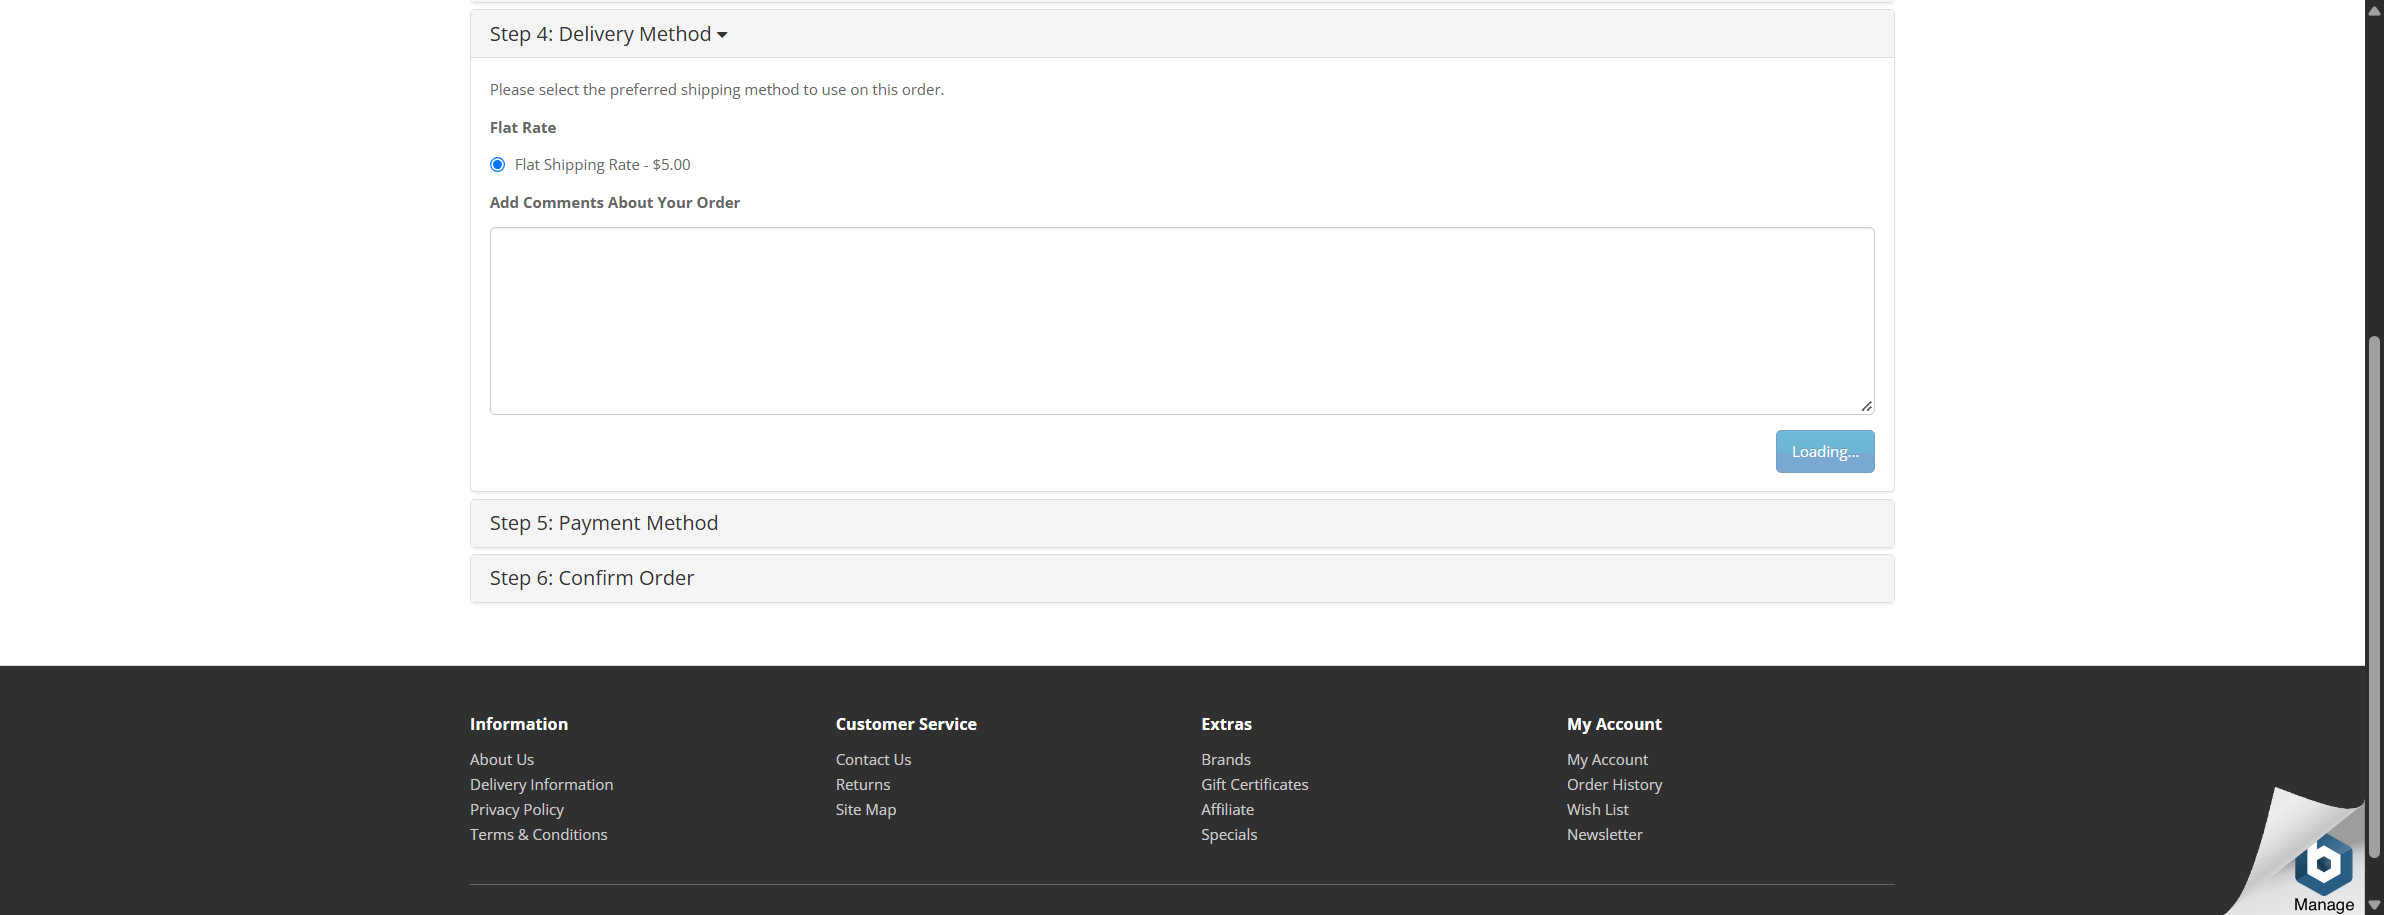 Step 4: Delivery Method
Please select the preferred shipping method to use on this order.
Flat Rate
Flat Shipping Rate - $5.00
Add Comments About Your Order
Loading...
Step 5: Payment Method
Step 6: Confirm Order
Information
About Us
Delivery Information
Privacy Policy
Terms & Conditions
Customer Service
Contact Us
Returns
Site Map
Extras
Brands
Gift Certificates
Affiliate
Specials
My Account
My Account
Order History
Wish List
Newsletter
Manage